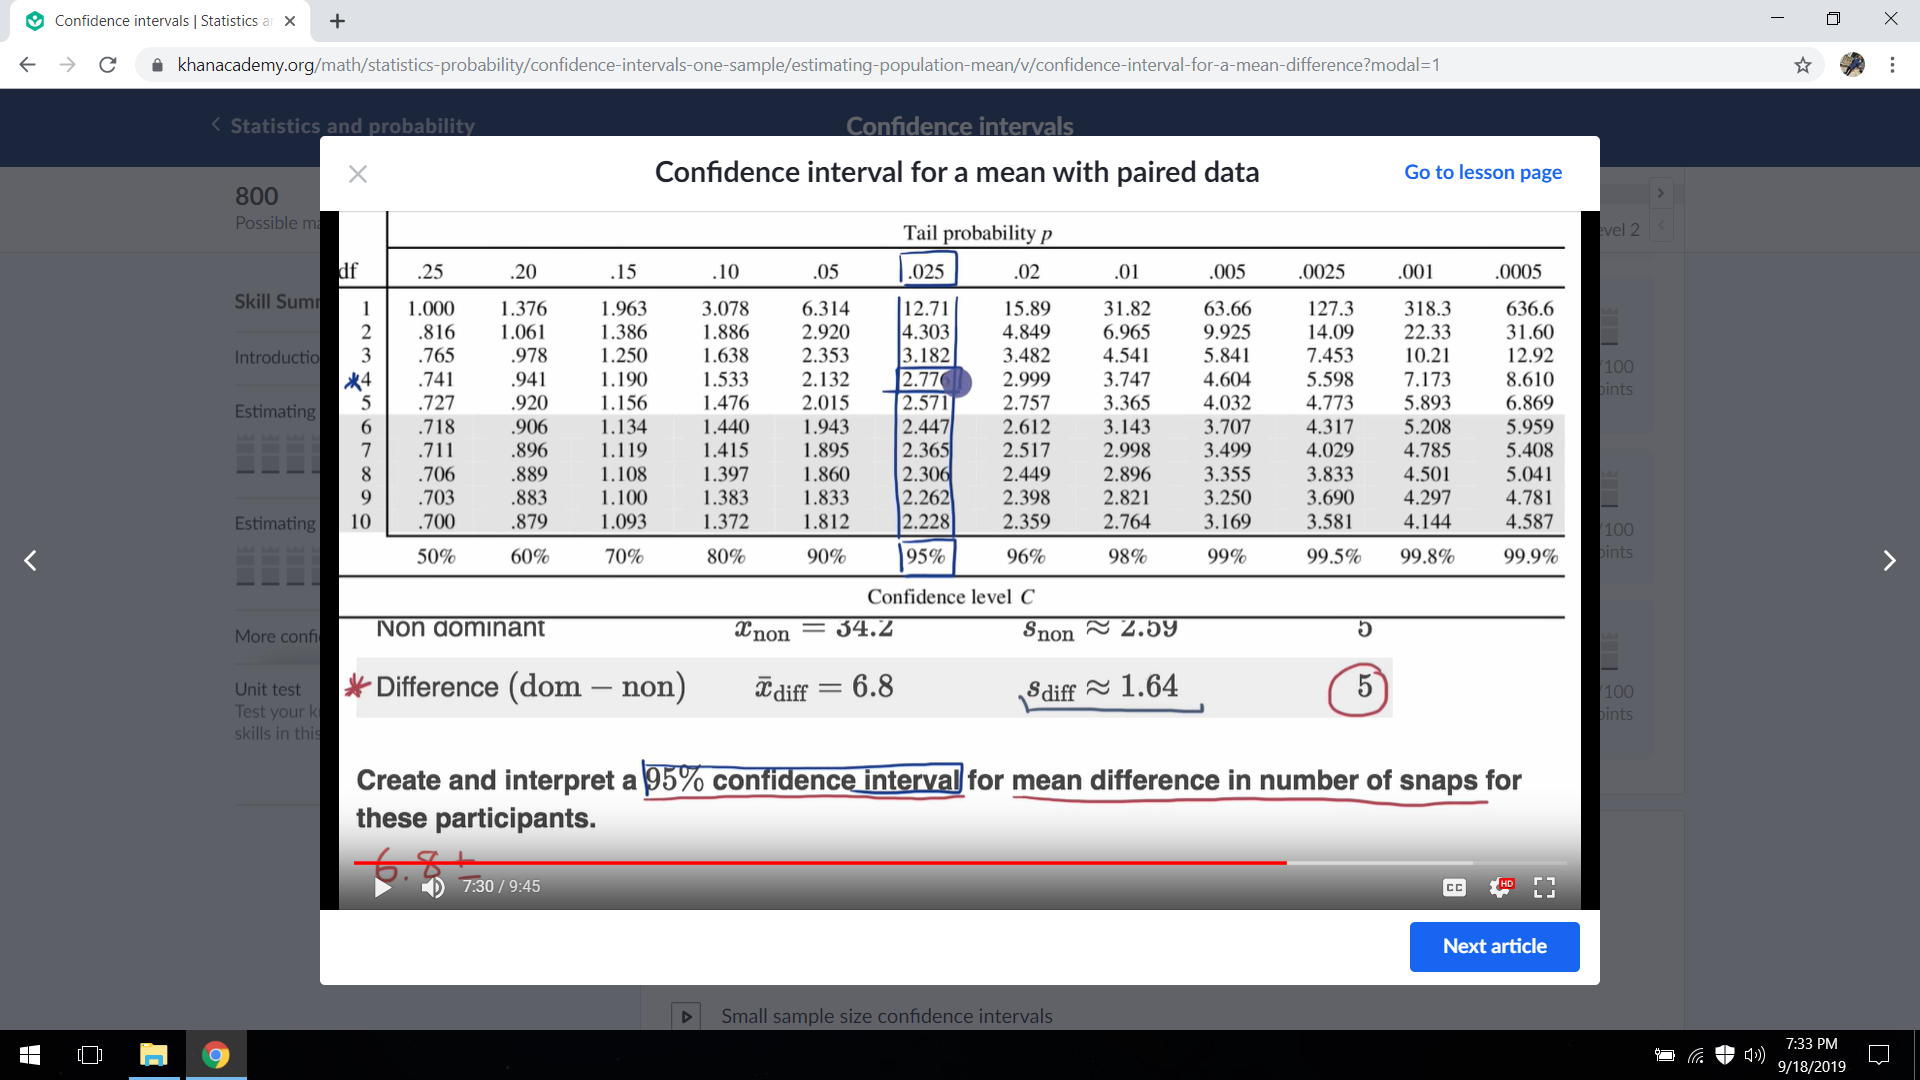 Confidence intervals | Statistics a
khanacademy.org/math/statistics-probability/confidence-intervals-one-sample/estimating-population-mean/v/confidence-interval-for-a-mean-difference?modal=1
Statistics and probability
Confidence intervals
Confidence interval for a mean with paired data
Go to lesson page
800
Possible ma
evel 2
Skill Summ
Introductio
Estimating
Estimating
More confi
Unit test
Test your k
skills in this
/100
oints
/100
oints
/100
oints
Tail probability p
df .25 .20 .15 .10 .05 .025 .02 .01 .005 .0025 .001 .0005
1 1.000 1.376 1.963 3.078 6.314 12.71 15.89 31.82 63.66 127.3 318.3 636.6
2 .816 1.061 1.386 1.886 2.920 4.303 4.849 6.965 9.925 14.09 22.33 31.60
3 .765 .978 1.250 1.638 2.353 3.182 3.482 4.541 5.841 7.453 10.21 12.92
*4 .741 .941 1.190 1.533 2.132 2.776 2.999 3.747 4.604 5.598 7.173 8.610
5 .727 .920 1.156 1.476 2.015 2.571 2.757 3.365 4.032 4.773 5.893 6.869
6 .718 .906 1.134 1.440 1.943 2.447 2.612 3.143 3.707 4.317 5.208 5.959
7 .711 .896 1.119 1.415 1.895 2.365 2.517 2.998 3.499 4.029 4.785 5.408
8 .706 .889 1.108 1.397 1.860 2.306 2.449 2.896 3.355 3.833 4.501 5.041
9 .703 .883 1.100 1.383 1.833 2.262 2.398 2.821 3.250 3.690 4.297 4.781
10 .700 .879 1.093 1.372 1.812 2.228 2.359 2.764 3.169 3.581 4.144 4.587
50% 60% 70% 80% 90% 95% 96% 98% 99% 99.5% 99.8% 99.9%
Confidence level C
Non dominant x̄non = 34.2 snon ≈ 2.59 5
* Difference (dom − non) x̄diff = 6.8 sdiff ≈ 1.64 5
Create and interpret a 95% confidence interval for mean difference in number of snaps for
these participants.
6.8 ±
7:30 / 9:45
CC
HD
Next article
Small sample size confidence intervals
7:33 PM
9/18/2019